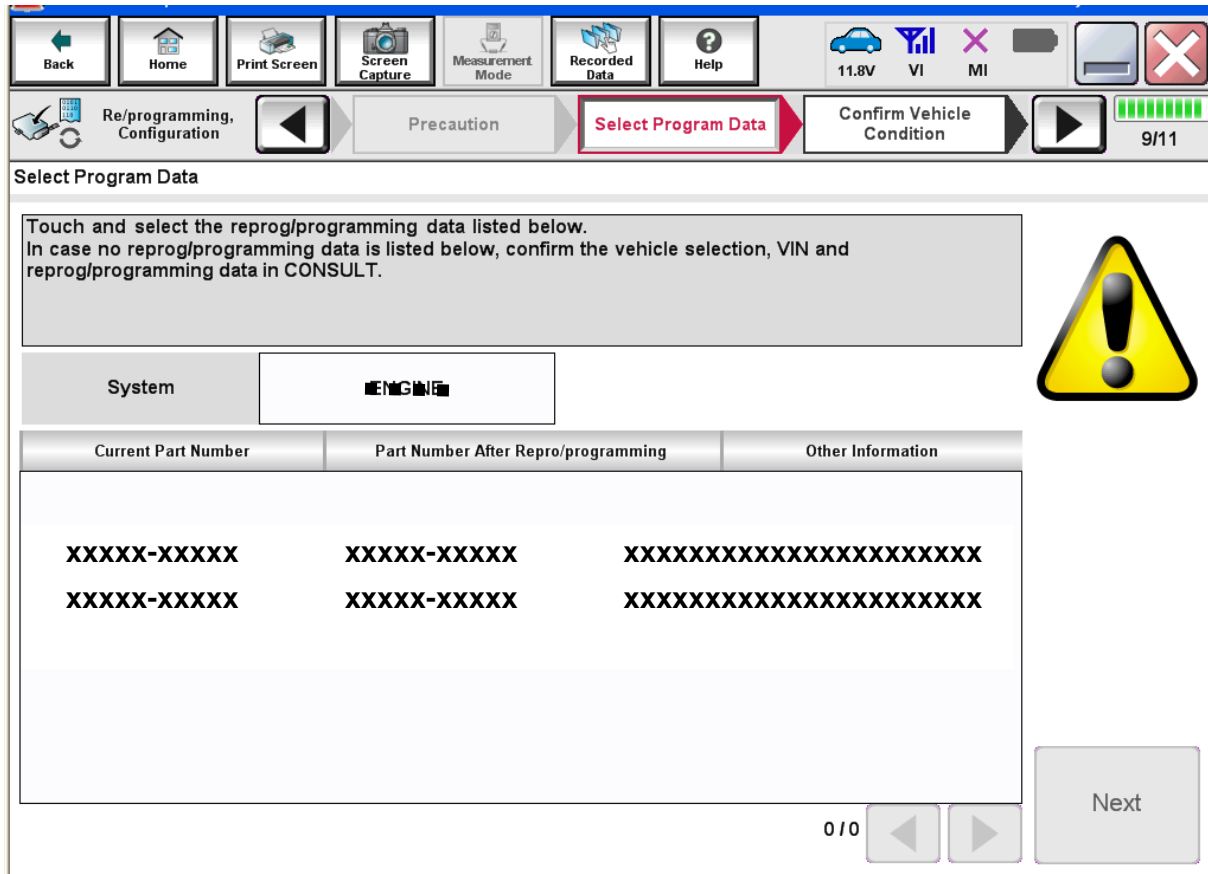 Back
Home
Print Screen
Screen
Capture
Measurement
Mode
Recorded
Data
Help
11.8V
VI
MI
Re/programming,
Configuration
Precaution
Select Program Data
Confirm Vehicle
Condition
9/11
Select Program Data
Touch and select the reprog/programming data listed below.
In case no reprog/programming data is listed below, confirm the vehicle selection, VIN and
reprog/programming data in CONSULT.
System
ENGINE
Current Part Number
Part Number After Repro/programming
Other Information
XXXXX-XXXXX XXXXX-XXXXX XXXXXXXXXXXXXXXXXXXXXX
XXXXX-XXXXX XXXXX-XXXXX XXXXXXXXXXXXXXXXXXXXXX
0/0
Next